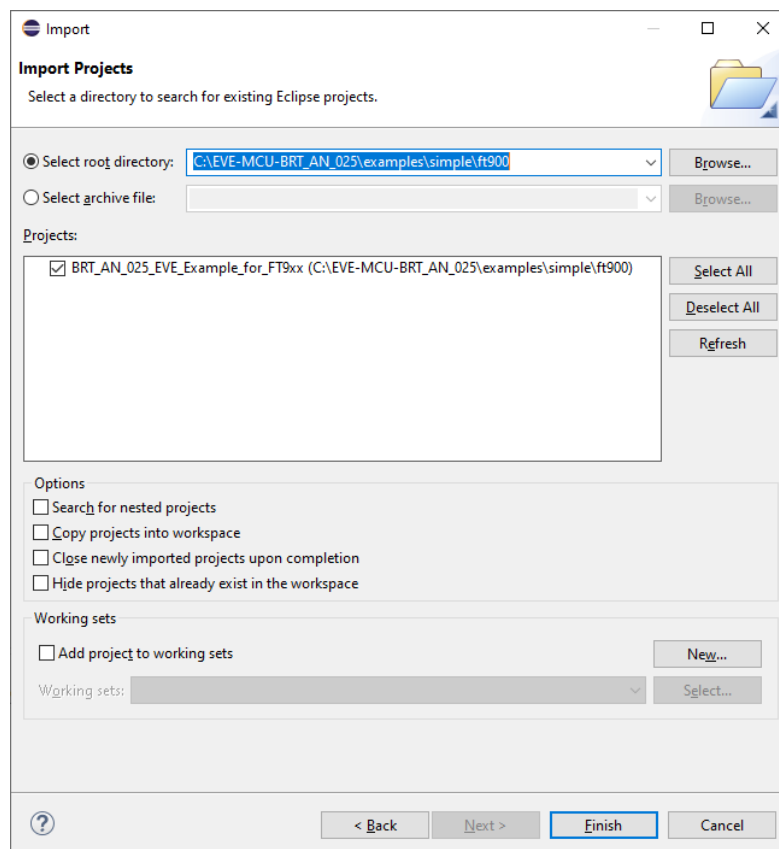 Import
Import Projects
Select a directory to search for existing Eclipse projects.
Select root directory: C:\EVE-MCU-BRT_AN_025\examples\simple\ft900 Browse...
Select archive file: Browse...
Projects:
BRT_AN_025_EVE_Example_for_FT9xx (C:\EVE-MCU-BRT_AN_025\examples\simple\ft900)
Select All
Deselect All
Refresh
Options
Search for nested projects
Copy projects into workspace
Close newly imported projects upon completion
Hide projects that already exist in the workspace
Working sets
Add project to working sets New...
Working sets: Select...
? < Back Next > Finish Cancel